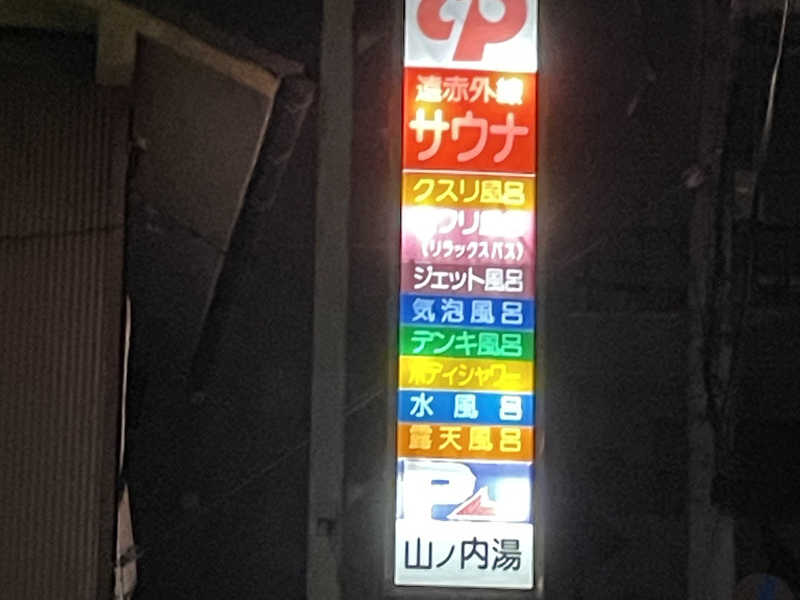 遠赤外線
サウナ
クスリ風呂
(リラックスバス)
ジェット風呂
気泡風呂
デンキ風呂
ボディシャワー
水風呂
露天風呂
P
山ノ内湯